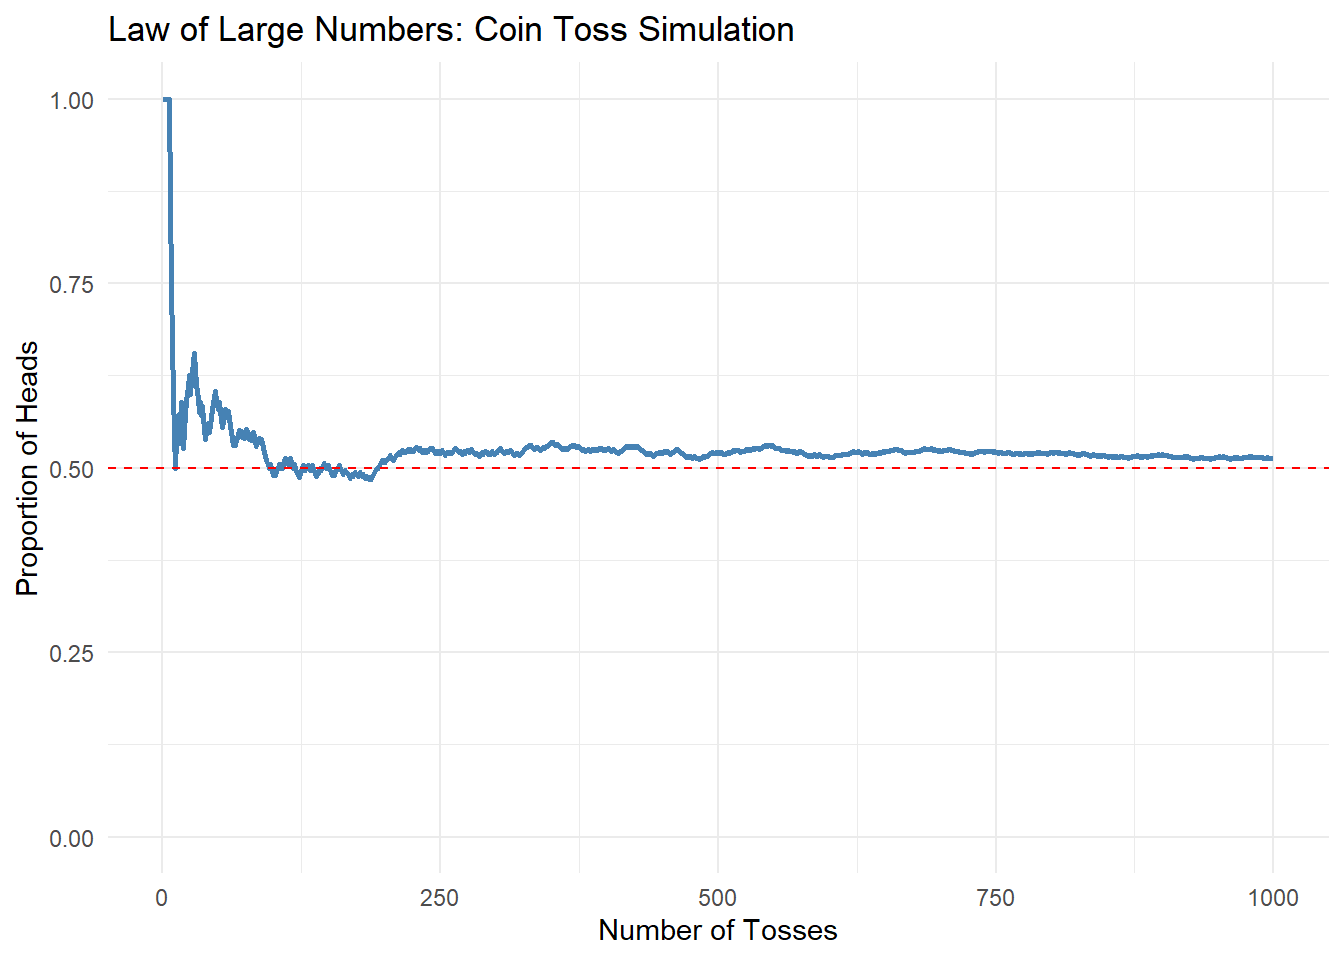 Law of Large Numbers: Coin Toss Simulation
1.00
0.75
0.50
0.25
0.00
Proportion of Heads
0 250 500 750 1000
Number of Tosses